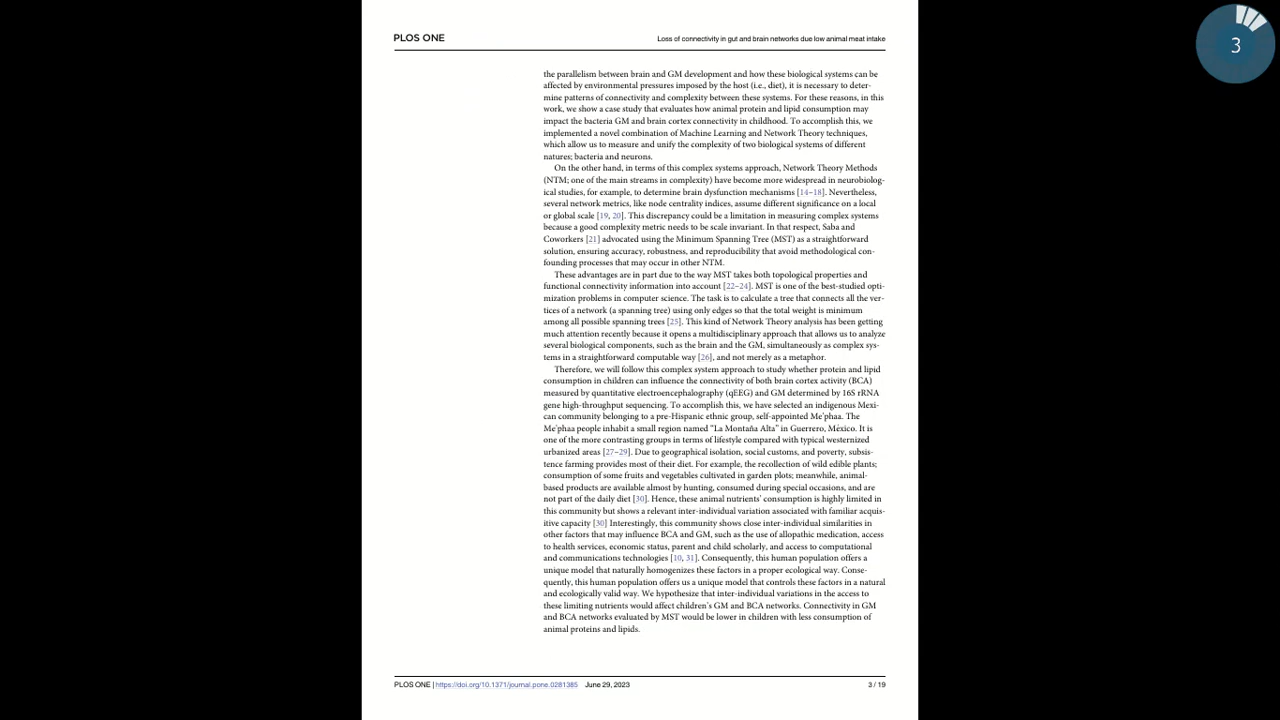 3
PLOS ONE
Loss of connectivity in gut and brain networks due low animal meat intake
the parallelism between brain and GM development and how these biological systems can be
affected by environmental pressures imposed by the host (i.e., diet), it is necessary to deter-
mine patterns of connectivity and complexity between these systems. For these reasons, in this
work, we show a case study that evaluates how animal protein and lipid consumption may
impact the bacteria GM and brain cortex connectivity in childhood. To accomplish this, we
implemented a novel combination of Machine Learning and Network Theory techniques,
which allow us to measure and unify the complexity of two biological systems of different
natures; bacteria and neurons.
On the other hand, in terms of this complex systems approach, Network Theory Methods
(NTM; one of the main streams in complexity) have become more widespread in neurobiolog-
ical studies, for example, to determine brain dysfunction mechanisms [14–18]. Nevertheless,
several network metrics, like node centrality indices, assume different significance on a local
or global scale [19, 20]. This discrepancy could be a limitation in measuring complex systems
because a good complexity metric needs to be scale invariant. In that respect, Saba and
Coworkers [21] advocated using the Minimum Spanning Tree (MST) as a straightforward
solution, ensuring accuracy, robustness, and reproducibility that avoid methodological con-
founding processes that may occur in other NTM.
These advantages are in part due to the way MST takes both topological properties and
functional connectivity information into account [22–24]. MST is one of the best-studied opti-
mization problems in computer science. The task is to calculate a tree that connects all the ver-
tices of a network (a spanning tree) using only edges so that the total weight is minimum
among all possible spanning trees [25]. This kind of Network Theory analysis has been getting
much attention recently because it opens a multidisciplinary approach that allows us to analyze
several biological components, such as the brain and the GM, simultaneously as complex sys-
tems in a straightforward computable way [26], and not merely as a metaphor.
Therefore, we will follow this complex system approach to study whether protein and lipid
consumption in children can influence the connectivity of both brain cortex activity (BCA)
measured by quantitative electroencephalography (qEEG) and GM determined by 16S rRNA
gene high-throughput sequencing. To accomplish this, we have selected an indigenous Mexi-
can community belonging to a pre-Hispanic ethnic group, self-appointed Me'phaa. The
Me'phaa people inhabit a small region named "La Montaña Alta" in Guerrero, México. It is
one of the more contrasting groups in terms of lifestyle compared with typical westernized
urbanized areas [27–29]. Due to geographical isolation, social customs, and poverty, subsis-
tence farming provides most of their diet. For example, the recollection of wild edible plants;
consumption of some fruits and vegetables cultivated in garden plots; meanwhile, animal-
based products are available almost by hunting, consumed during special occasions, and are
not part of the daily diet [30]. Hence, these animal nutrients' consumption is highly limited in
this community but shows a relevant inter-individual variation associated with familiar acquis-
itive capacity [30] Interestingly, this community shows close inter-individual similarities in
other factors that may influence BCA and GM, such as the use of allopathic medication, access
to health services, economic status, parent and child scholarly, and access to computational
and communications technologies [10, 31]. Consequently, this human population offers a
unique model that naturally homogenizes these factors in a proper ecological way. Conse-
quently, this human population offers us a unique model that controls these factors in a natural
and ecologically valid way. We hypothesize that inter-individual variations in the access to
these limiting nutrients would affect children's GM and BCA networks. Connectivity in GM
and BCA networks evaluated by MST would be lower in children with less consumption of
animal proteins and lipids.
PLOS ONE | https://doi.org/10.1371/journal.pone.0281385 June 29, 2023
3 / 19